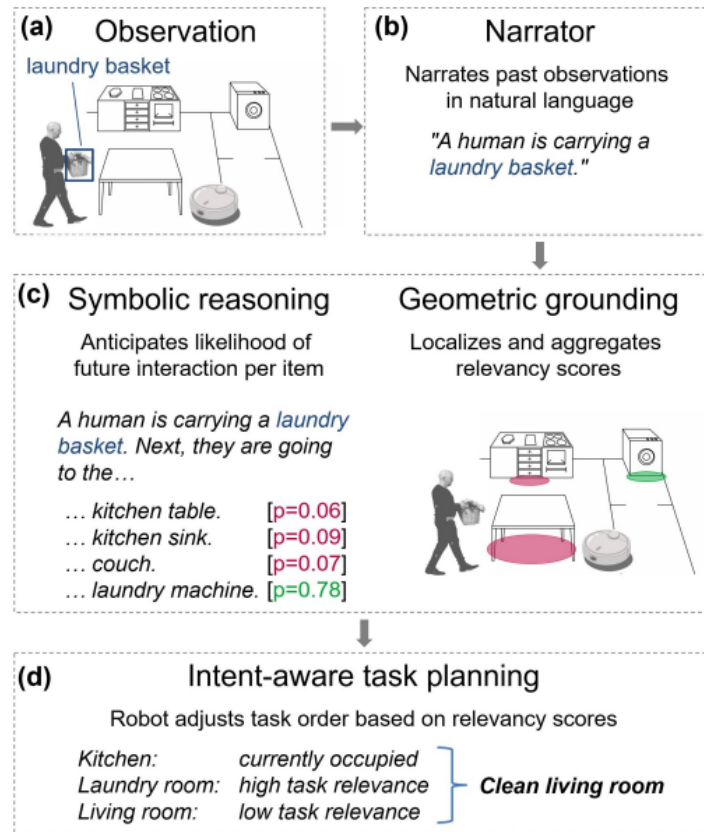 (a) Observation
laundry basket
(b) Narrator
Narrates past observations
in natural language
"A human is carrying a
laundry basket."
(c) Symbolic reasoning
Anticipates likelihood of
future interaction per item
A human is carrying a laundry
basket. Next, they are going
to the…
… kitchen table. [p=0.06]
… kitchen sink. [p=0.09]
… couch. [p=0.07]
… laundry machine. [p=0.78]
Geometric grounding
Localizes and aggregates
relevancy scores
(d) Intent-aware task planning
Robot adjusts task order based on relevancy scores
Kitchen: currently occupied
Laundry room: high task relevance
Living room: low task relevance
Clean living room